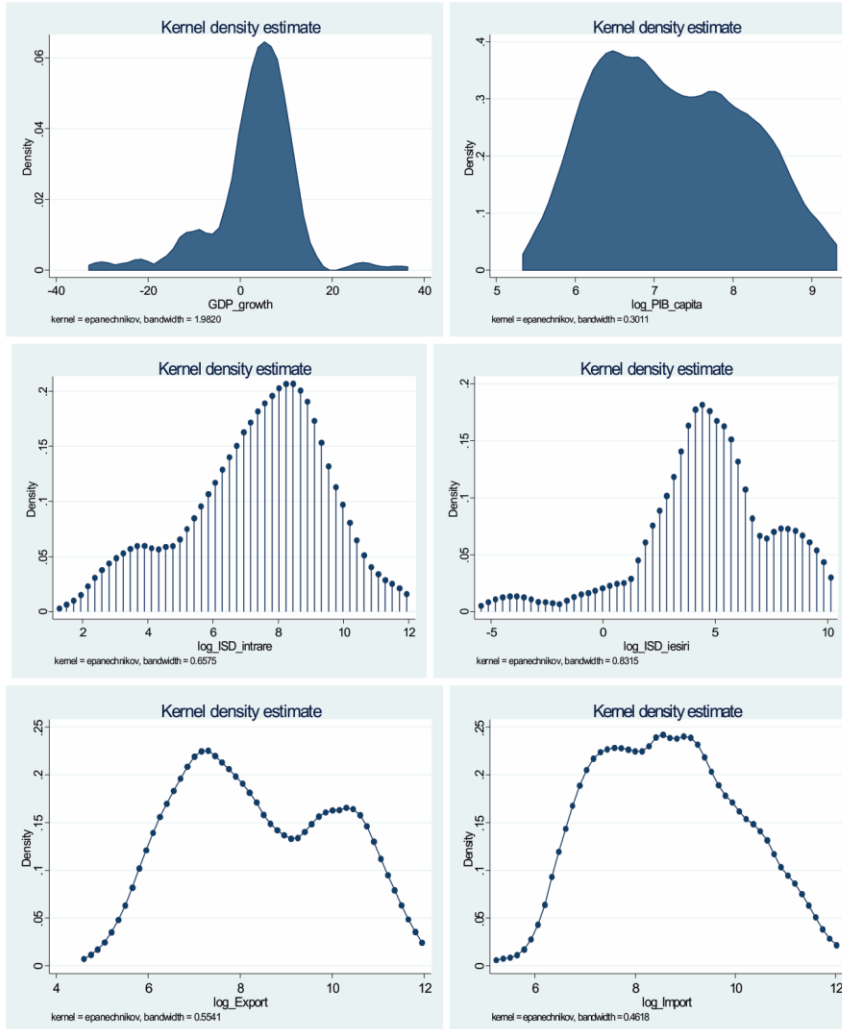 Kernel density estimate
Density
0
.02
.04
.06
-40
-20
0
20
40
GDP_growth
kernel = epanechnikov, bandwidth = 1.9820
Kernel density estimate
Density
0
.1
.2
.3
.4
5
6
7
8
9
log_PIB_capita
kernel = epanechnikov, bandwidth = 0.3011
Kernel density estimate
Density
0
.05
.1
.15
.2
2
4
6
8
10
12
log_ISD_intrare
kernel = epanechnikov, bandwidth = 0.6575
Kernel density estimate
Density
0
.05
.1
.15
.2
-5
0
5
10
log_ISD_iesiri
kernel = epanechnikov, bandwidth = 0.8315
Kernel density estimate
Density
0
.05
.1
.15
.2
.25
4
6
8
10
12
log_Export
kernel = epanechnikov, bandwidth = 0.5541
Kernel density estimate
Density
0
.05
.1
.15
.2
.25
6
8
10
12
log_Import
kernel = epanechnikov, bandwidth = 0.4618